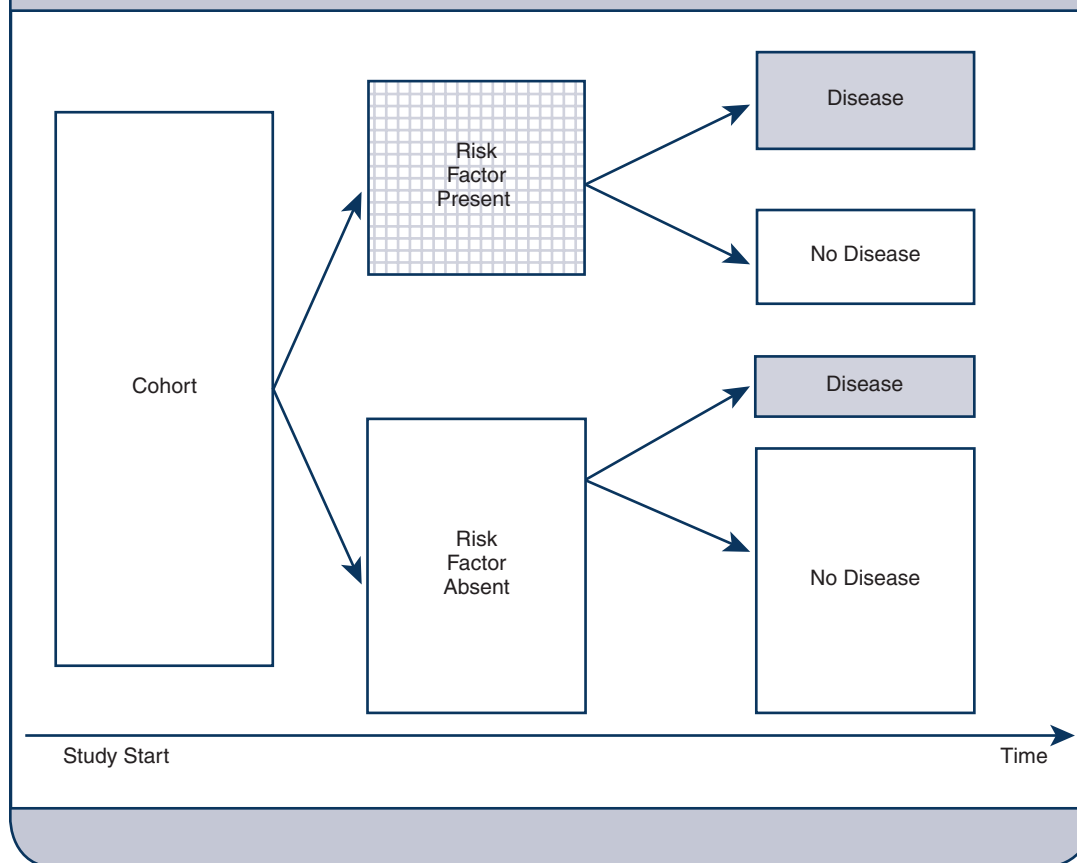 Disease
Risk
Factor
Present
No Disease
Cohort
Disease
Risk
Factor
Absent
No Disease
Study Start
Time